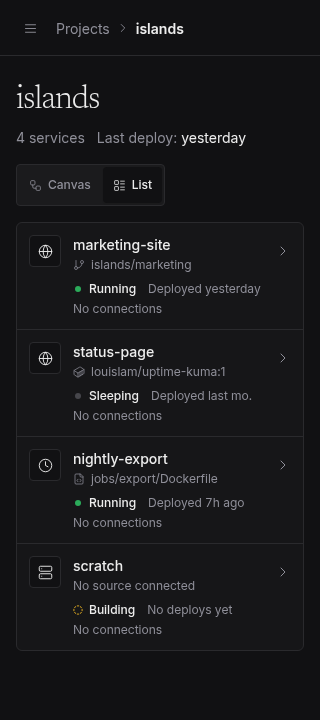 Projects islands
islands
4 services Last deploy: yesterday
Canvas List
marketing-site
islands/marketing
Running Deployed yesterday
No connections
status-page
louislam/uptime-kuma:1
Sleeping Deployed last mo.
No connections
nightly-export
jobs/export/Dockerfile
Running Deployed 7h ago
No connections
scratch
No source connected
Building No deploys yet
No connections